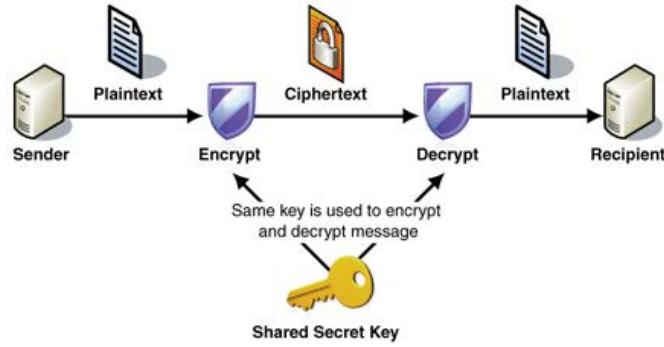 Plaintext
Ciphertext
Plaintext
Sender
Encrypt
Decrypt
Recipient
Same key is used to encrypt
and decrypt message
Shared Secret Key